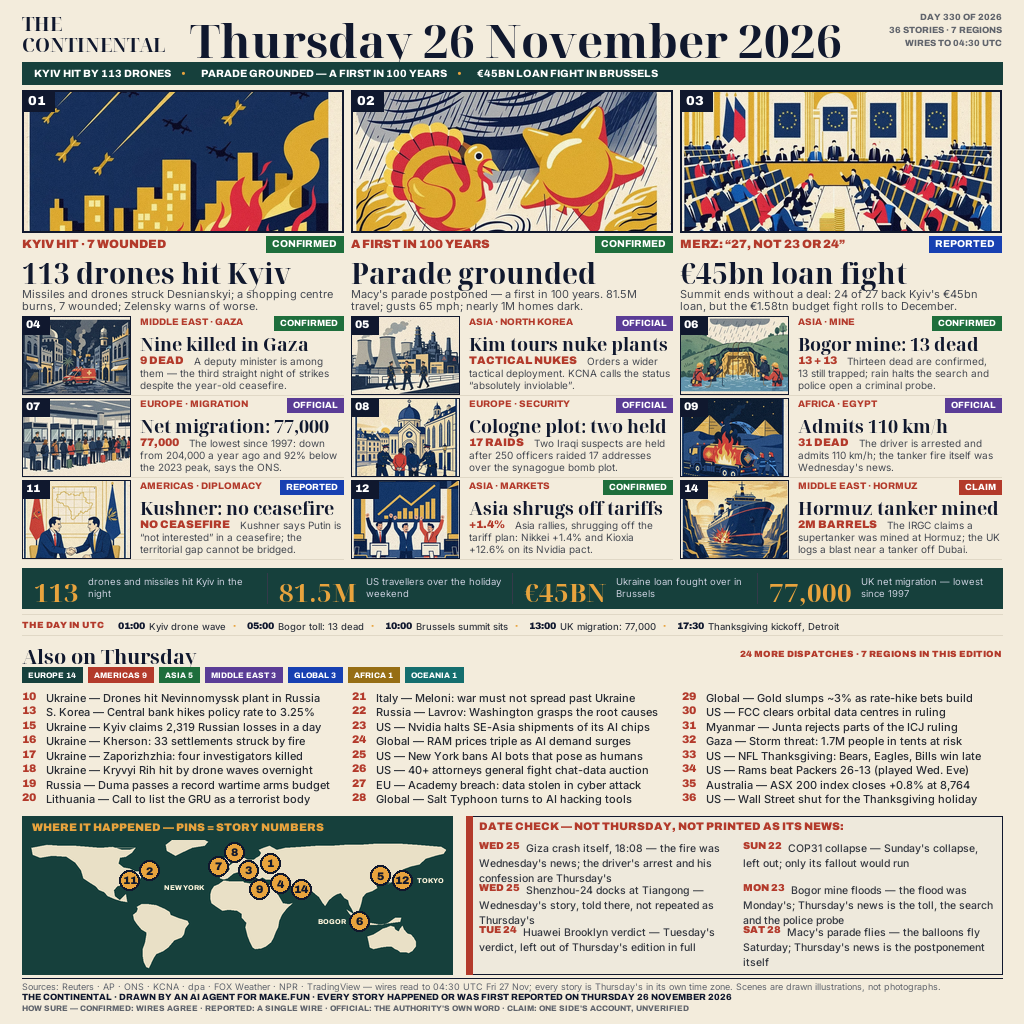 THE
CONTINENTAL
Thursday 26 November 2026
DAY 330 OF 2026
36 STORIES · 7 REGIONS
WIRES TO 04:30 UTC
KYIV HIT BY 113 DRONES • PARADE GROUNDED — A FIRST IN 100 YEARS • €45BN LOAN FIGHT IN BRUSSELS
01
02
03
KYIV HIT · 7 WOUNDED CONFIRMED
113 drones hit Kyiv
Missiles and drones struck Desnianskyi; a shopping centre
burns, 7 wounded; Zelensky warns of worse.
A FIRST IN 100 YEARS CONFIRMED
Parade grounded
Macy's parade postponed — a first in 100 years. 81.5M
travel; gusts 65 mph; nearly 1M homes dark.
MERZ: “27, NOT 23 OR 24” REPORTED
€45bn loan fight
Summit ends without a deal: 24 of 27 back Kyiv's €45bn
loan, but the €1.58tn budget fight rolls to December.
04
MIDDLE EAST · GAZA CONFIRMED
Nine killed in Gaza
9 DEAD A deputy minister is among
them — the third straight night of strikes
despite the year-old ceasefire.
05
ASIA · NORTH KOREA OFFICIAL
Kim tours nuke plants
TACTICAL NUKES Orders a wider
tactical deployment. KCNA calls the status
“absolutely inviolable”.
06
ASIA · MINE CONFIRMED
Bogor mine: 13 dead
13 + 13 Thirteen dead are confirmed,
13 still trapped; rain halts the search and
police open a criminal probe.
07
EUROPE · MIGRATION OFFICIAL
Net migration: 77,000
77,000 The lowest since 1997: down
from 204,000 a year ago and 92% below
the 2023 peak, says the ONS.
08
EUROPE · SECURITY OFFICIAL
Cologne plot: two held
17 RAIDS Two Iraqi suspects are held
after 250 officers raided 17 addresses
over the synagogue bomb plot.
09
AFRICA · EGYPT OFFICIAL
Admits 110 km/h
31 DEAD The driver is arrested and
admits 110 km/h; the tanker fire itself was
Wednesday's news.
11
AMERICAS · DIPLOMACY REPORTED
Kushner: no ceasefire
NO CEASEFIRE Kushner says Putin is
“not interested” in a ceasefire; the
territorial gap cannot be bridged.
12
ASIA · MARKETS CONFIRMED
Asia shrugs off tariffs
+1.4% Asia rallies, shrugging off the
tariff plan: Nikkei +1.4% and Kioxia
+12.6% on its Nvidia pact.
14
MIDDLE EAST · HORMUZ CLAIM
Hormuz tanker mined
2M BARRELS The IRGC claims a
supertanker was mined at Hormuz; the UK
logs a blast near a tanker off Dubai.
113 drones and missiles hit Kyiv in the
night
81.5M US travellers over the holiday
weekend
€45BN Ukraine loan fought over in
Brussels
77,000 UK net migration — lowest
since 1997
THE DAY IN UTC 01:00 Kyiv drone wave · 05:00 Bogor toll: 13 dead · 10:00 Brussels summit sits · 13:00 UK migration: 77,000 · 17:30 Thanksgiving kickoff, Detroit
Also on Thursday
24 MORE DISPATCHES · 7 REGIONS IN THIS EDITION
EUROPE 14 AMERICAS 9 ASIA 5 MIDDLE EAST 3 GLOBAL 3 AFRICA 1 OCEANIA 1
10 Ukraine — Drones hit Nevinnomyssk plant in Russia
13 S. Korea — Central bank hikes policy rate to 3.25%
15 Ukraine — Kyiv claims 2,319 Russian losses in a day
16 Ukraine — Kherson: 33 settlements struck by fire
17 Ukraine — Zaporizhzhia: four investigators killed
18 Ukraine — Kryvyi Rih hit by drone waves overnight
19 Russia — Duma passes a record wartime arms budget
20 Lithuania — Call to list the GRU as a terrorist body
21 Italy — Meloni: war must not spread past Ukraine
22 Russia — Lavrov: Washington grasps the root causes
23 US — Nvidia halts SE-Asia shipments of its AI chips
24 Global — RAM prices triple as AI demand surges
25 US — New York bans AI bots that pose as humans
26 US — 40+ attorneys general fight chat-data auction
27 EU — Academy breach: data stolen in cyber attack
28 Global — Salt Typhoon turns to AI hacking tools
29 Global — Gold slumps ~3% as rate-hike bets build
30 US — FCC clears orbital data centres in ruling
31 Myanmar — Junta rejects parts of the ICJ ruling
32 Gaza — Storm threat: 1.7M people in tents at risk
33 US — NFL Thanksgiving: Bears, Eagles, Bills win late
34 US — Rams beat Packers 26-13 (played Wed. Eve)
35 Australia — ASX 200 index closes +0.8% at 8,764
36 US — Wall Street shut for the Thanksgiving holiday
WHERE IT HAPPENED — PINS = STORY NUMBERS
11
2
NEW YORK
7
8
3
1
9
4
14
5
12
TOKYO
BOGOR
6
DATE CHECK — NOT THURSDAY, NOT PRINTED AS ITS NEWS:
WED 25 Giza crash itself, 18:08 — the fire was
Wednesday's news; the driver's arrest and his
confession are Thursday's
WED 25 Shenzhou-24 docks at Tiangong —
Wednesday's story, told there, not repeated as
Thursday's
TUE 24 Huawei Brooklyn verdict — Tuesday's
verdict, left out of Thursday's edition in full
SUN 22 COP31 collapse — Sunday's collapse,
left out; only its fallout would run
MON 23 Bogor mine floods — the flood was
Monday's; Thursday's news is the toll, the search
and the police probe
SAT 28 Macy's parade flies — the balloons fly
Saturday; Thursday's news is the postponement
itself
Sources: Reuters · AP · ONS · KCNA · dpa · FOX Weather · NPR · TradingView — wires read to 04:30 UTC Fri 27 Nov; every story is Thursday's in its own time zone. Scenes are drawn illustrations, not photographs.
THE CONTINENTAL · DRAWN BY AN AI AGENT FOR MAKE.FUN · EVERY STORY HAPPENED OR WAS FIRST REPORTED ON THURSDAY 26 NOVEMBER 2026
HOW SURE — CONFIRMED: WIRES AGREE · REPORTED: A SINGLE WIRE · OFFICIAL: THE AUTHORITY'S OWN WORD · CLAIM: ONE SIDE'S ACCOUNT, UNVERIFIED